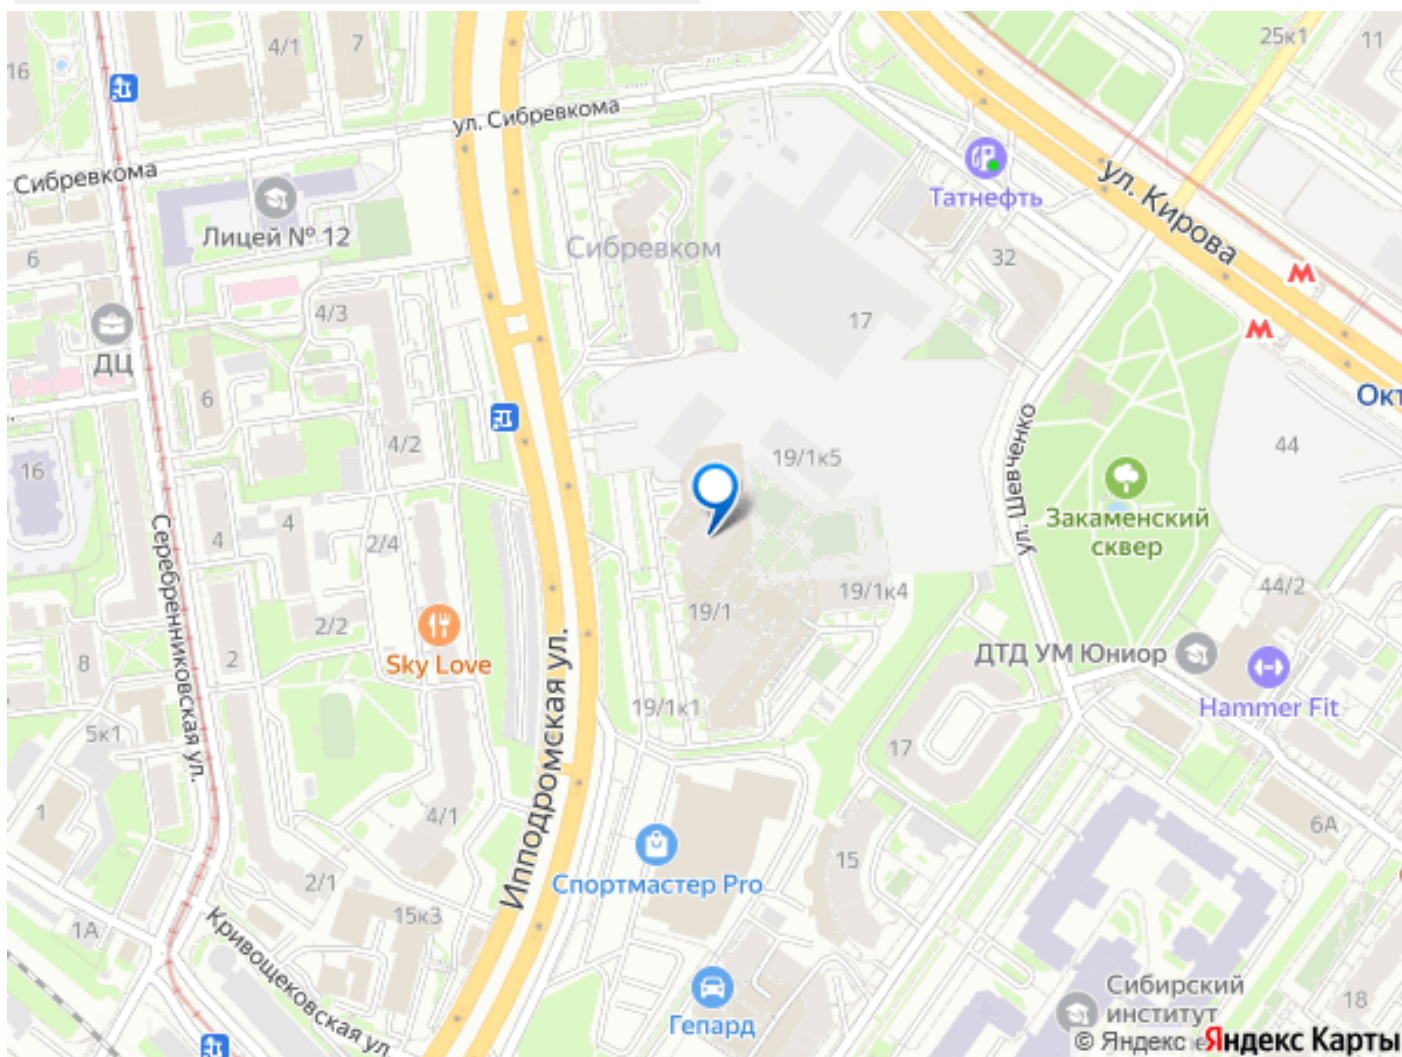 4/1
7
25к1
11
16
ул. Сибревкома
Сибревкома
Татнефть
ул. Кирова
Лицей № 12
Сибревком
6
32
4/3
17
ДЦ
6
Окт
4/2
ул. Шевченко
44
16
19/1к5
Закаменский
сквер
Серебренниковская ул.
4
4
2/4
19/1к4
44/2
19/1
2/2
Sky Love
8
2
ДТД УМ Юниор
Hammer Fit
Ипподромская ул.
19/1к1
5к1
17
1
4/1
6А
15
Спортмастер Pro
2/1
15к3
1А
Кривощековская ул.
Гепард
Сибирский
институт
18
© Яндекс Яндекс Карты